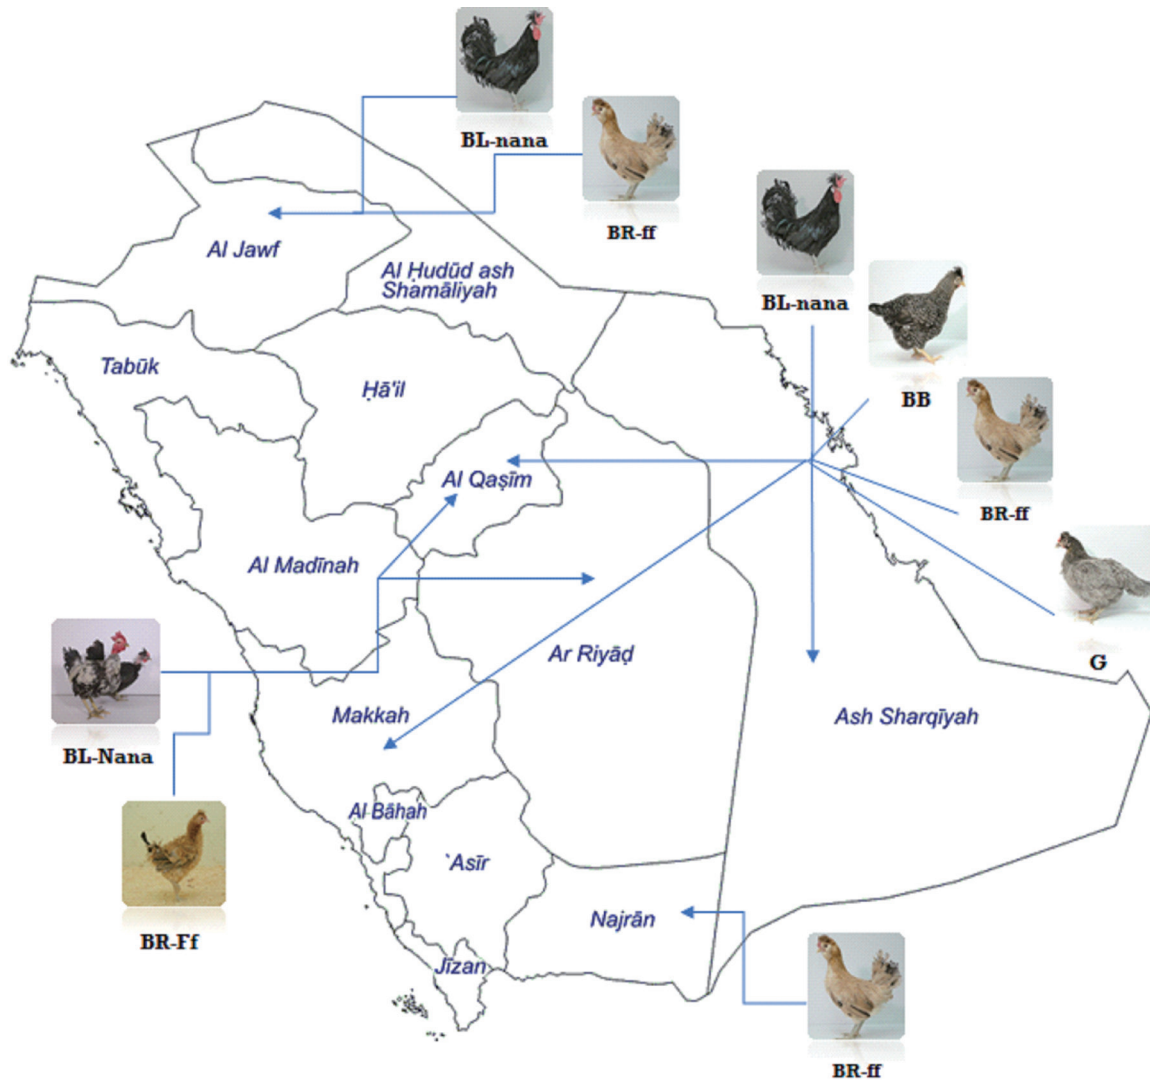 BL-nana
BR-ff
BL-nana
Al Jawf
Al Ḥudūd ash
Shamāliyah
BB
Tabūk
Ḥā'il
Al Qaṣīm
BR-ff
Al Madīnah
Ar Riyāḍ
G
Makkah
Ash Sharqīyah
BL-Nana
Al Bāhah
`Asīr
Najrān
BR-Ff
Jīzan
BR-ff